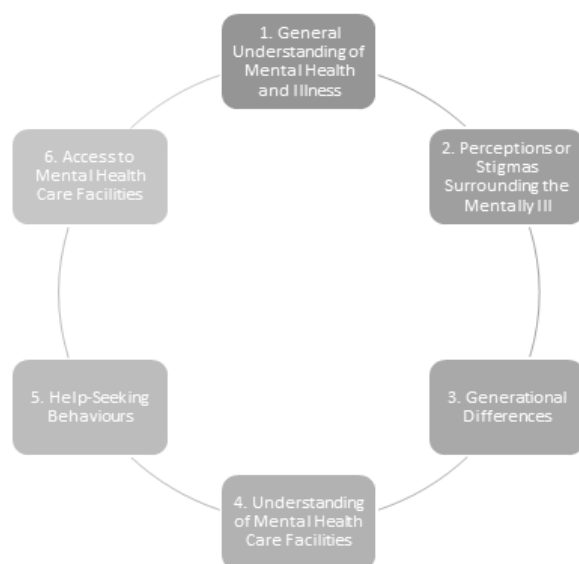 1. General
Understanding of
Mental Health
and Illness
2. Perceptions or
Stigmas
Surrounding the
Mentally Ill
3. Generational
Differences
4. Understanding
of Mental Health
Care Facilities
5. Help-Seeking
Behaviours
6. Access to
Mental Health
Care Facilities